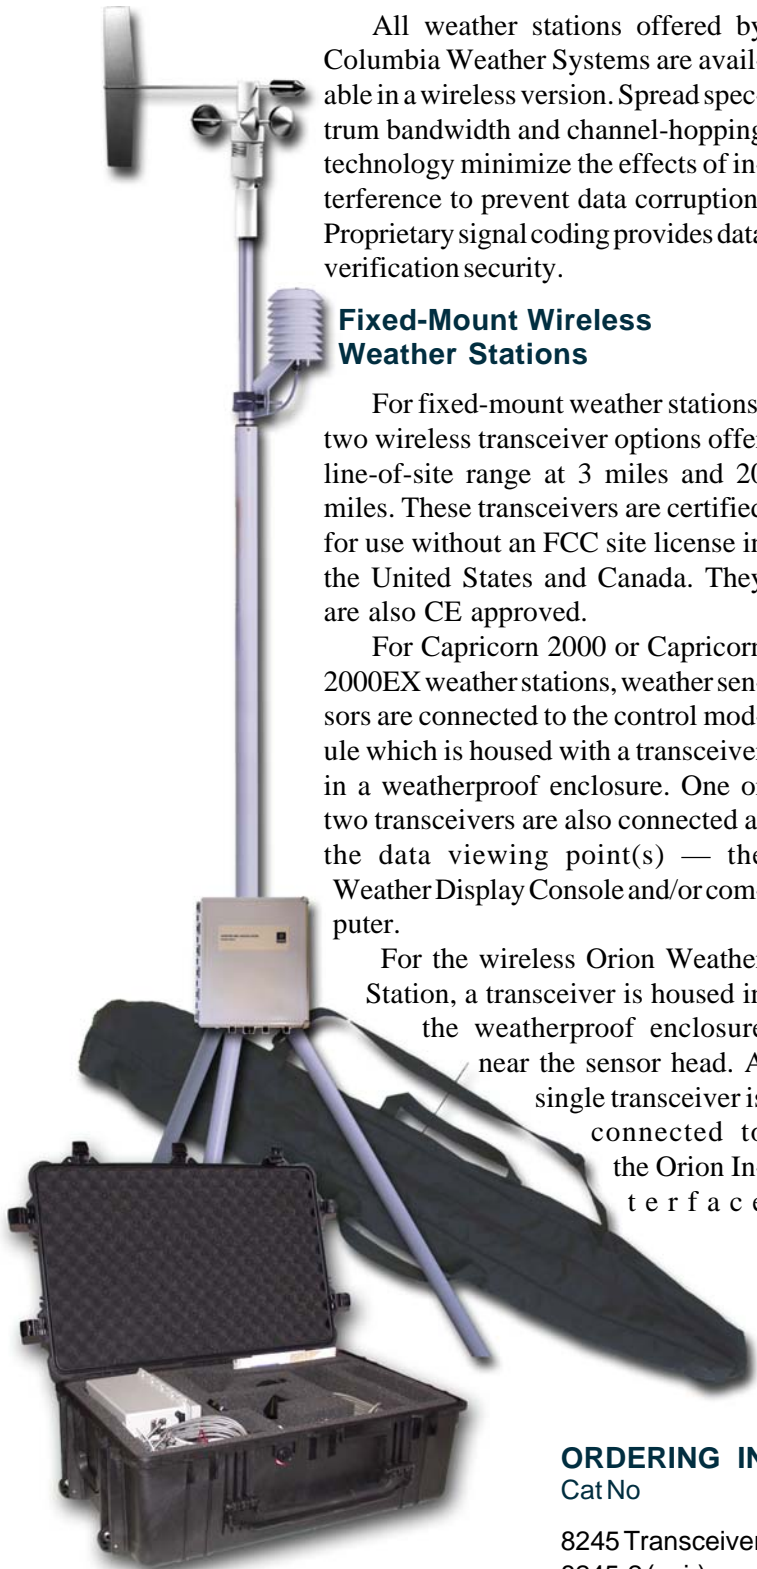 All weather stations offered by
Columbia Weather Systems are avail-
able in a wireless version. Spread spec-
trum bandwidth and channel-hopping
technology minimize the effects of in-
terference to prevent data corruption.
Proprietary signal coding provides data
verification security.
Fixed-Mount Wireless
Weather Stations
For fixed-mount weather stations,
two wireless transceiver options offer
line-of-site range at 3 miles and 20
miles. These transceivers are certified
for use without an FCC site license in
the United States and Canada. They
are also CE approved.
For Capricorn 2000 or Capricorn
2000EX weather stations, weather sen-
sors are connected to the control mod-
ule which is housed with a transceiver
in a weatherproof enclosure. One or
two transceivers are also connected at
the data viewing point(s) — the
Weather Display Console and/or com-
puter.
For the wireless Orion Weather
Station, a transceiver is housed in
the weatherproof enclosure
near the sensor head. A
single transceiver is
connected to
the Orion In-
terface
ORDERING IN
Cat No
8245 Transceiver